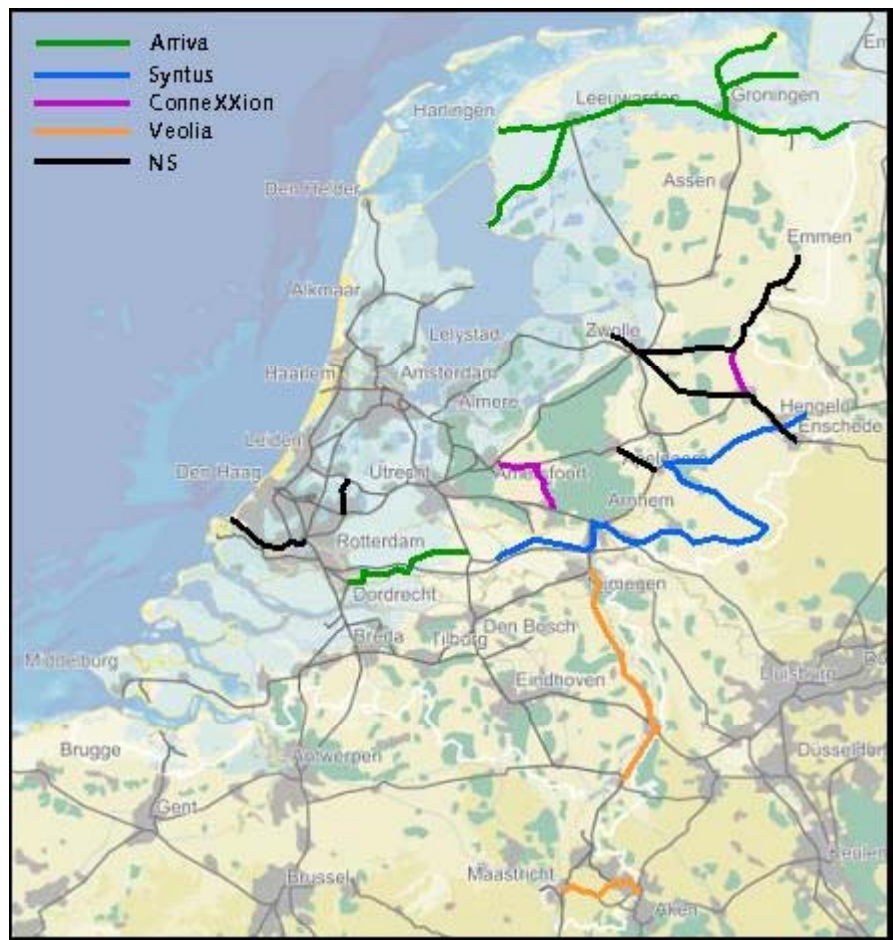 Arriva
Syntus
ConneXXion
Veolia
NS
Harlingen
Leeuwarden
Groningen
Den Helder
Assen
Emmen
Alkmaar
Lelystad
Zwolle
Haarlem
Amsterdam
Almere
Hengelo
Enschede
Leiden
Den Haag
Utrecht
Amersfoort
Apeldoorn
Arnhem
Rotterdam
Nijmegen
Dordrecht
Breda
Tilburg
Den Bosch
Middelburg
Eindhoven
Duisburg
Brugge
Antwerpen
Düsseldorf
Gent
Maastricht
Brussel
Keulen
Aken